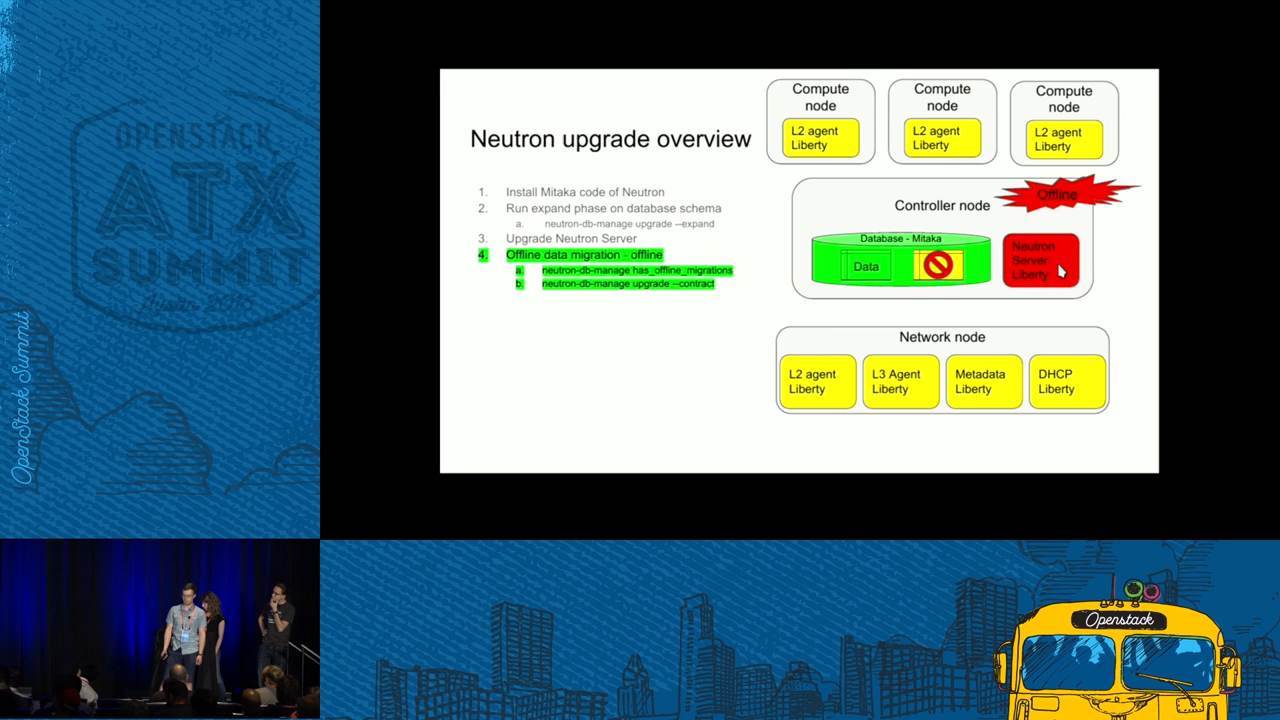 OPENSTACK
ATX
SUMMIT
OpenStack Summit
Neutron upgrade overview
1. Install Mitaka code of Neutron
2. Run expand phase on database schema
a. neutron-db-manage upgrade --expand
3. Upgrade Neutron Server
4. Offline data migration - offline
a. neutron-db-manage has_offline_migrations
b. neutron-db-manage upgrade --contract
Compute
node
L2 agent
Liberty
Compute
node
L2 agent
Liberty
Compute
node
L2 agent
Liberty
Offline
Controller node
Database - Mitaka
Data
Neutron
Server
Liberty
Network node
L2 agent
Liberty
L3 Agent
Liberty
Metadata
Liberty
DHCP
Liberty
Openstack